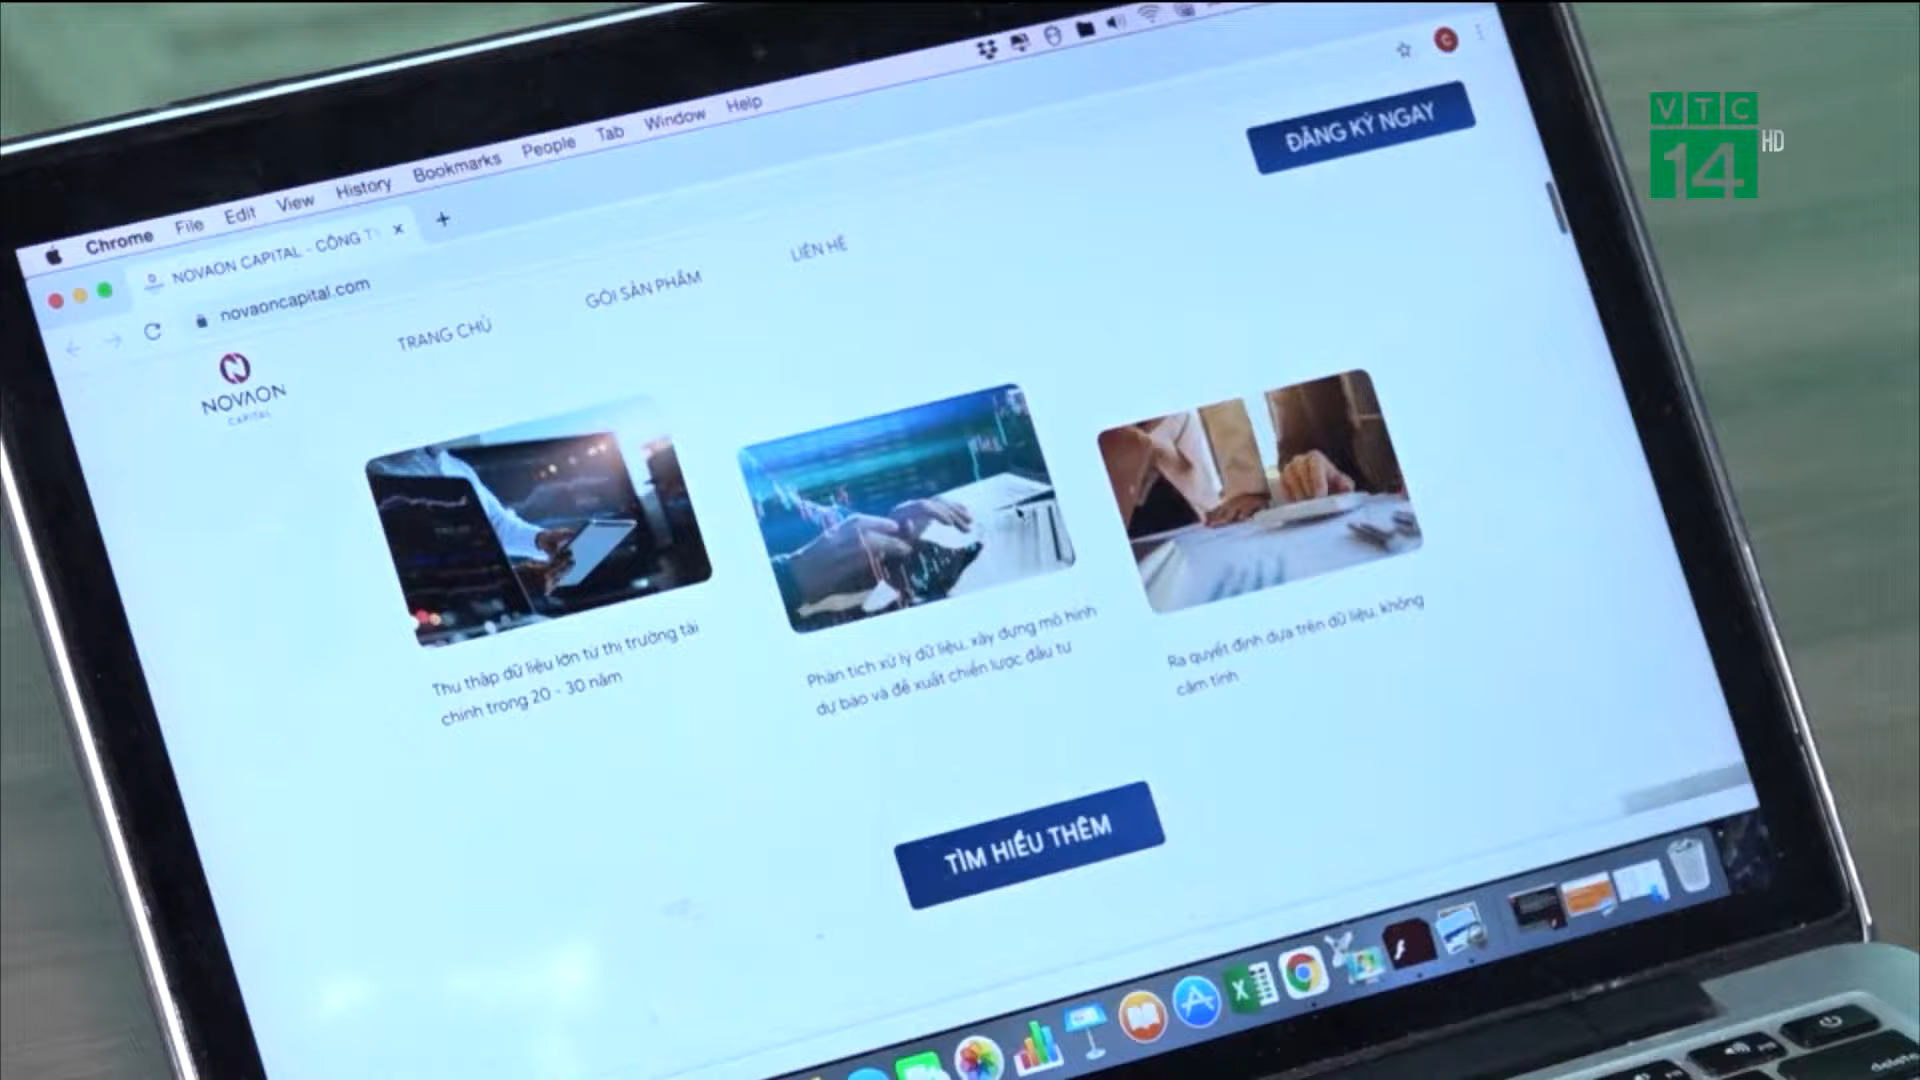 VTC
14 HD
Chrome File Edit View History Bookmarks People Tab Window Help
NOVAON CAPITAL - CÔNG T
novaoncapital.com
ĐĂNG KÝ NGAY
NOVAON
CAPITAL
TRANG CHỦ
GÓI SẢN PHẨM
LIÊN HỆ
Thu thập dữ liệu lớn từ thị trường tài
chính trong 20 - 30 năm
Phân tích xử lý dữ liệu, xây dựng mô hình
dự báo và đề xuất chiến lược đầu tư
Ra quyết định dựa trên dữ liệu, không
cảm tính
TÌM HIỂU THÊM
delete